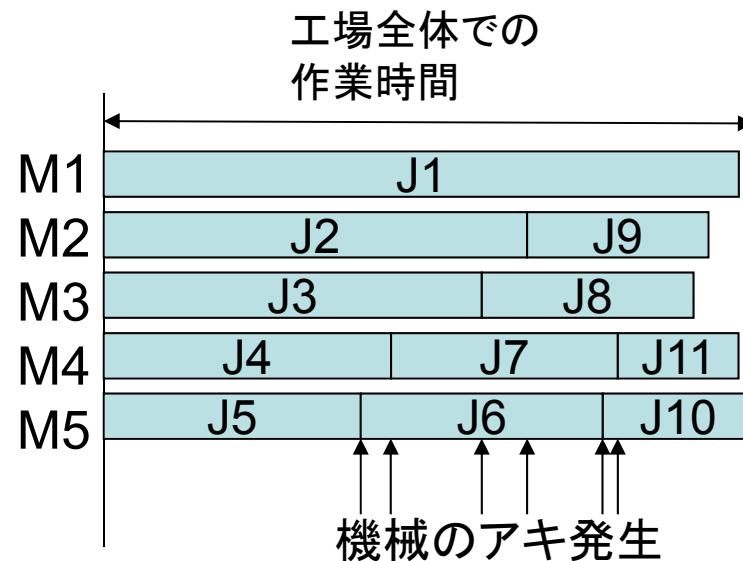 工場全体での
作業時間
M1 J1
M2 J2 J9
M3 J3 J8
M4 J4 J7 J11
M5 J5 J6 J10
機械のアキ発生